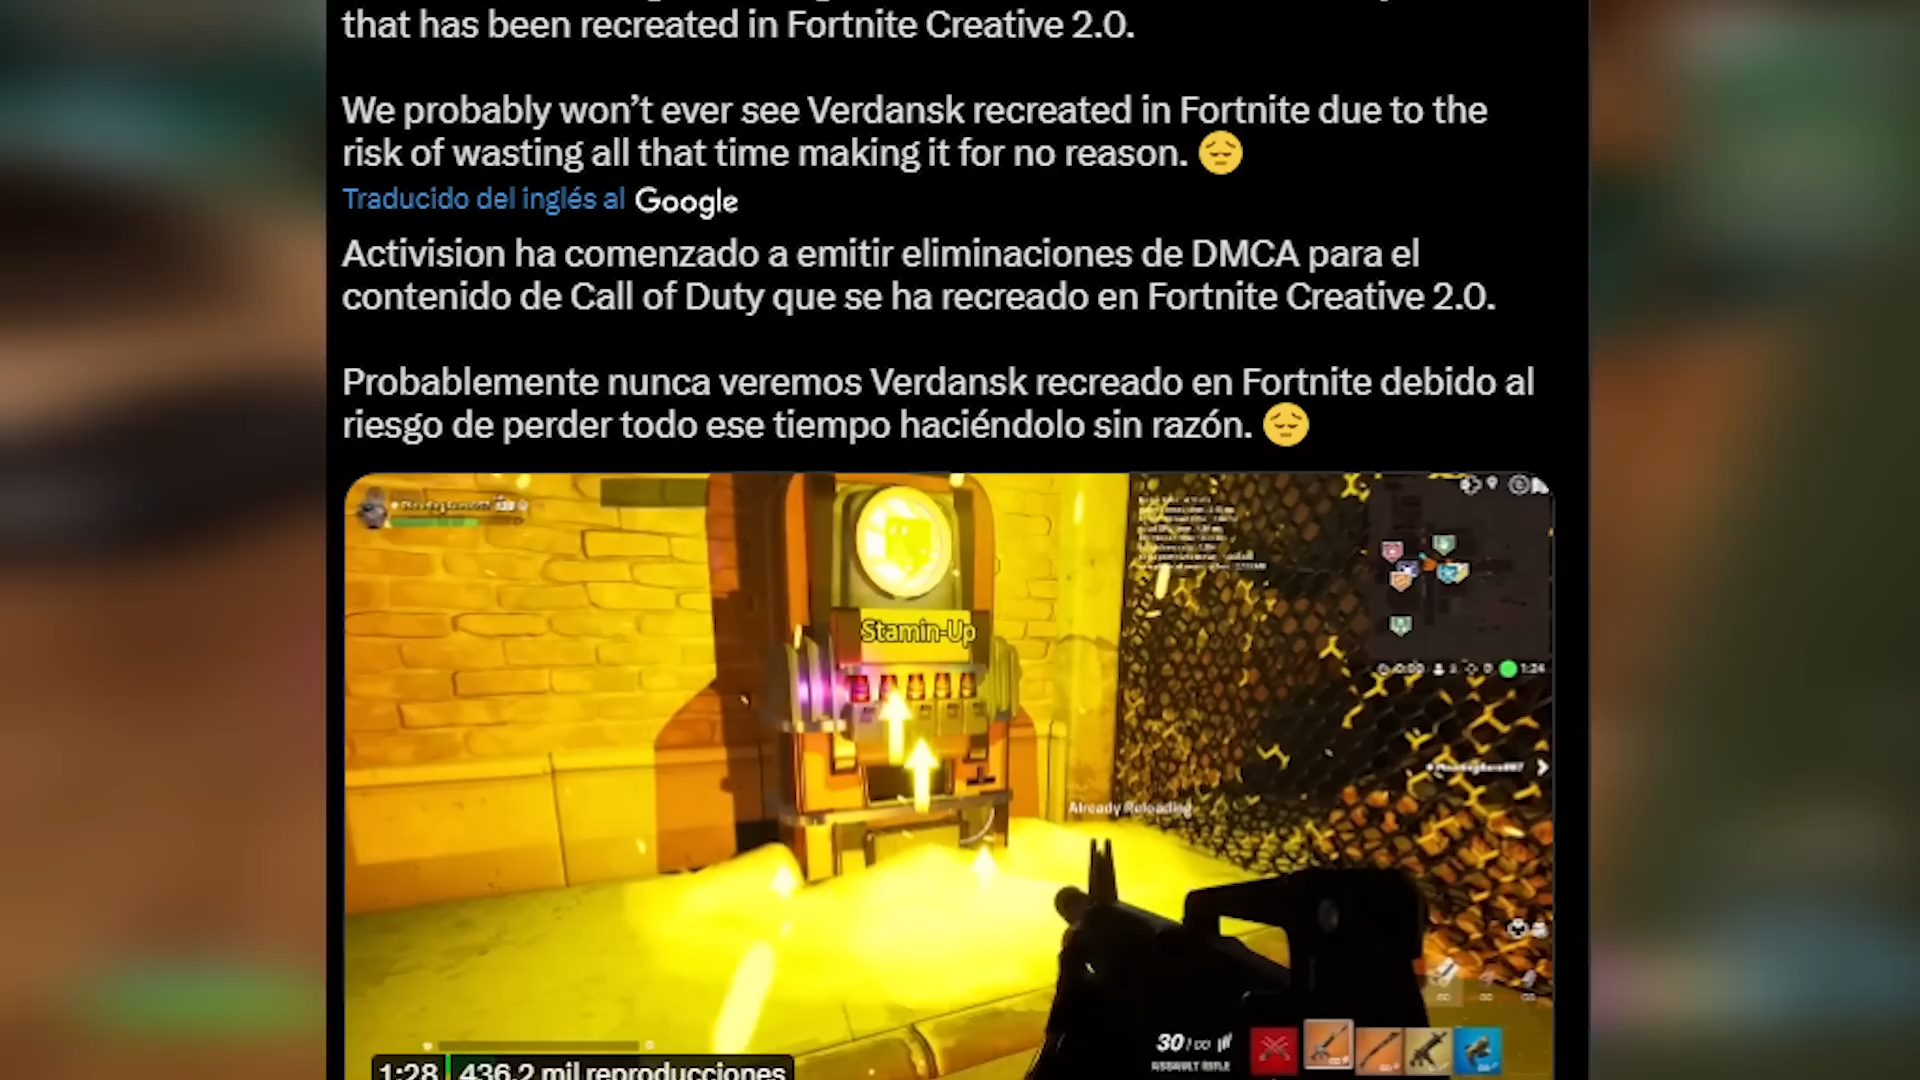 that has been recreated in Fortnite Creative 2.0.
We probably won’t ever see Verdansk recreated in Fortnite due to the
risk of wasting all that time making it for no reason. 😔
Traducido del inglés al Google
Activision ha comenzado a emitir eliminaciones de DMCA para el
contenido de Call of Duty que se ha recreado en Fortnite Creative 2.0.
Probablemente nunca veremos Verdansk recreado en Fortnite debido al
riesgo de perder todo ese tiempo haciéndolo sin razón. 😔
Stamin-Up
1:24
Already Reloading
30/∞
ASSAULT RIFLE
1:28 436,2 mil reproducciones